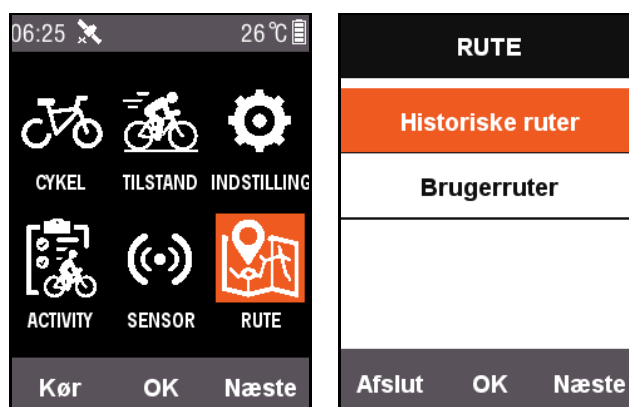 06:25 26℃
CYKEL TILSTAND INDSTILLING
ACTIVITY SENSOR RUTE
Kør OK Næste
RUTE
Historiske ruter
Brugerruter
Afslut OK Næste